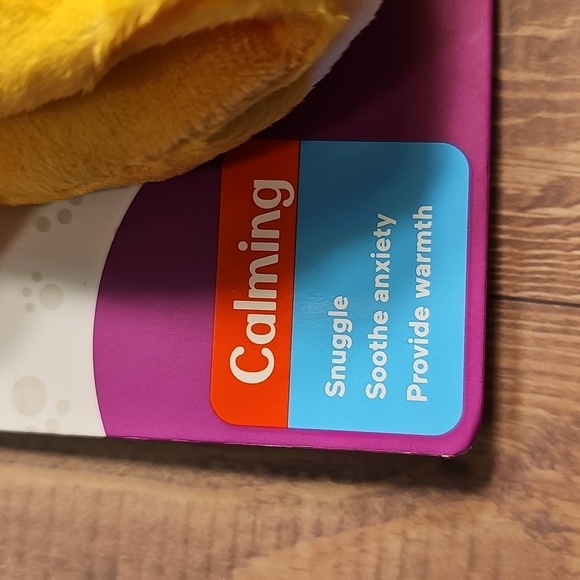 Calming
Snuggle
Soothe anxiety
Provide warmth